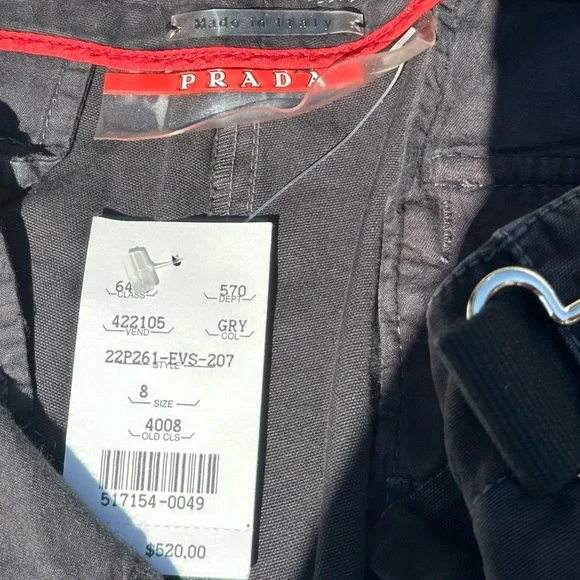 Made in Italy
PRADA
570
CLASS DEPT
422105 GRY
VEND COL
22P261-EVS-207
STYLE
8
SIZE
4008
OLD CLS
517154-0049
$520.00